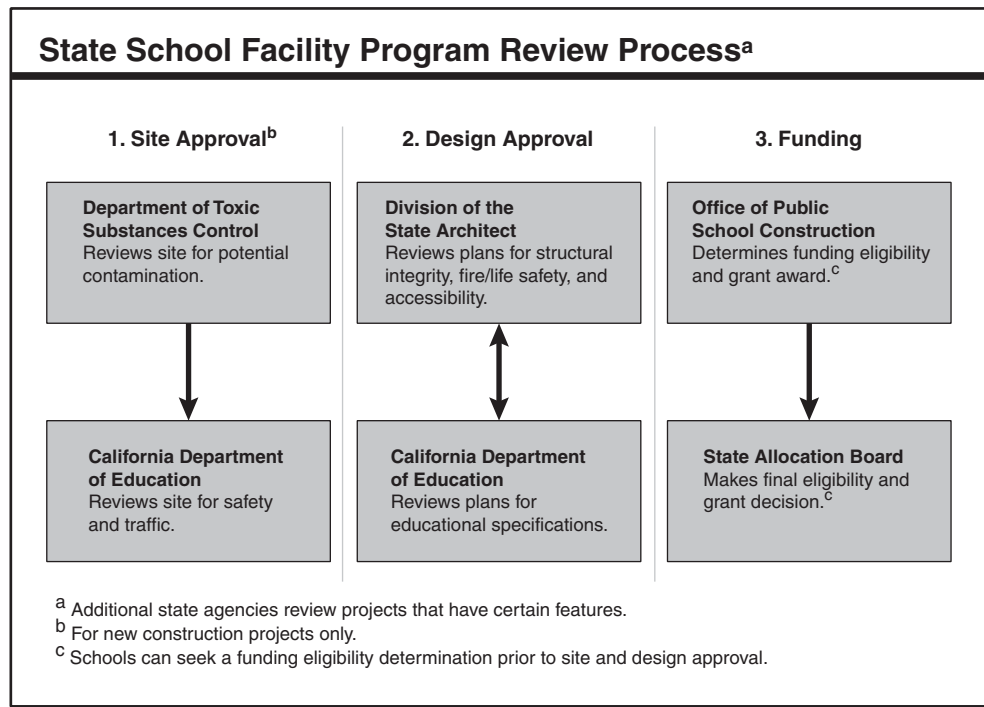 State School Facility Program Review Process^a
1. Site Approval^b
Department of Toxic
Substances Control
Reviews site for potential
contamination.
California Department
of Education
Reviews site for safety
and traffic.
2. Design Approval
Division of the
State Architect
Reviews plans for structural
integrity, fire/life safety, and
accessibility.
California Department
of Education
Reviews plans for
educational specifications.
3. Funding
Office of Public
School Construction
Determines funding eligibility
and grant award.^c
State Allocation Board
Makes final eligibility and
grant decision.^c
^a Additional state agencies review projects that have certain features.
^b For new construction projects only.
^c Schools can seek a funding eligibility determination prior to site and design approval.